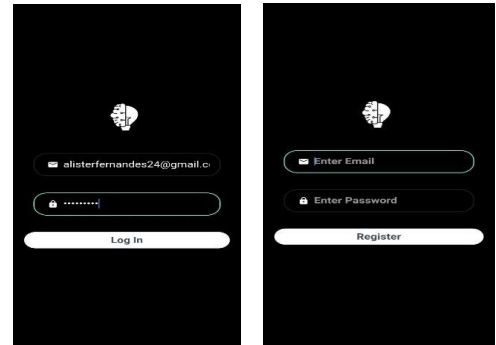 alisterfernandes24@gmail.c
•••••••••
Log In
Enter Email
Enter Password
Register